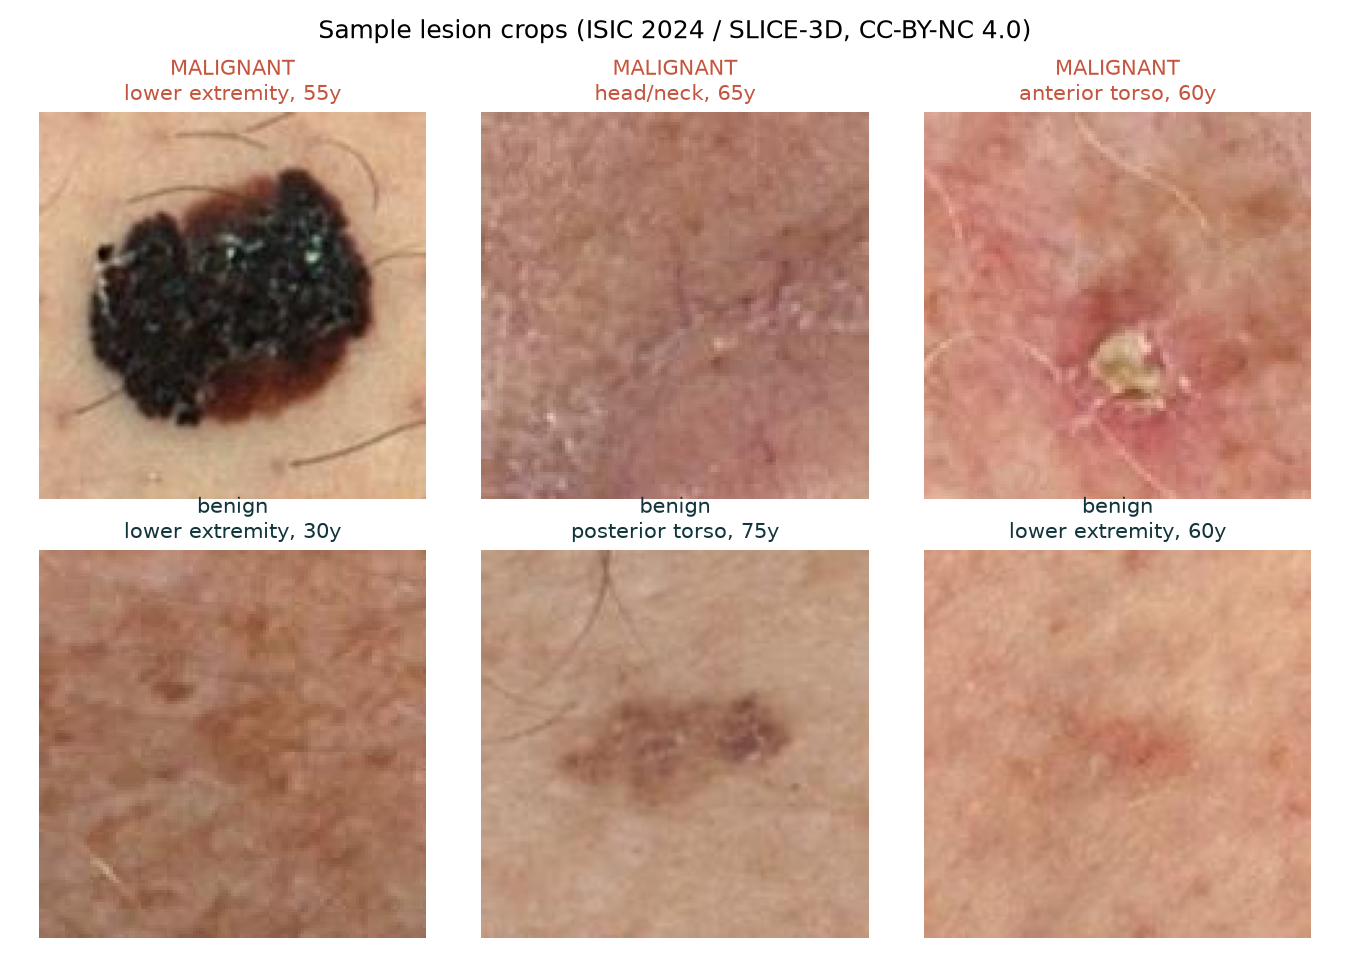 Sample lesion crops (ISIC 2024 / SLICE-3D, CC-BY-NC 4.0)
MALIGNANT
lower extremity, 55y
MALIGNANT
head/neck, 65y
MALIGNANT
anterior torso, 60y
benign
lower extremity, 30y
benign
posterior torso, 75y
benign
lower extremity, 60y